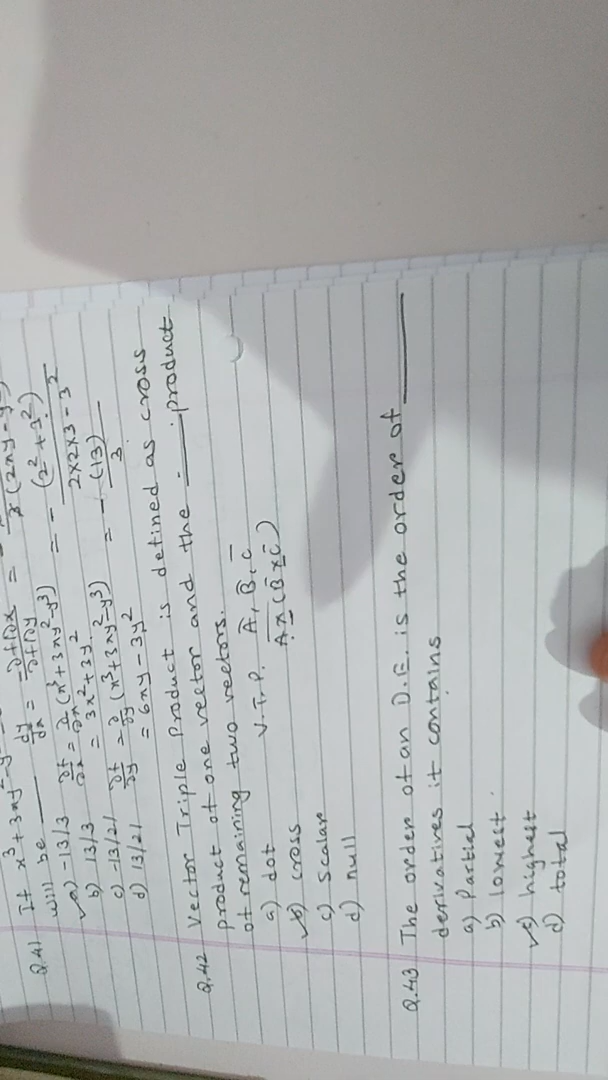 Q.41 If x³+3xy²-y
will be ____ dy/dx = -∂f/∂x / ∂f/∂y = 
a) -13/3 ∂f/∂x = ∂/∂x (x³+3xy²-y³) = - (2²+3²) / 2×2×3-3²
b) 13/3 = 3x²+3y²
c) -13/21 ∂f/∂y = ∂/∂y (x³+3xy²-y³) = - (13)/3
d) 13/21 = 6xy-3y²
Q.42 Vector Triple Product is defined as cross
product of one vector and the ____ product
of remaining two vectors.
a) dot V.T.P. A̅, B̅, C̅
b) cross A̅×(B̅×C̅)
c) Scalar
d) null
Q.43 The order of an D.E. is the order of ____
derivatives it contains
a) Partial
b) lowest
c) highest
d) total